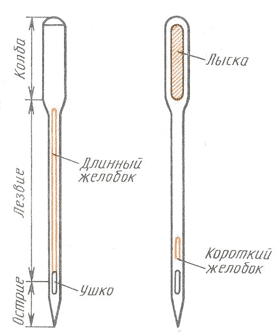 Колба
Лыска
Длинный
желобок
Лезвие
Короткий
желобок
Ушко
Острие